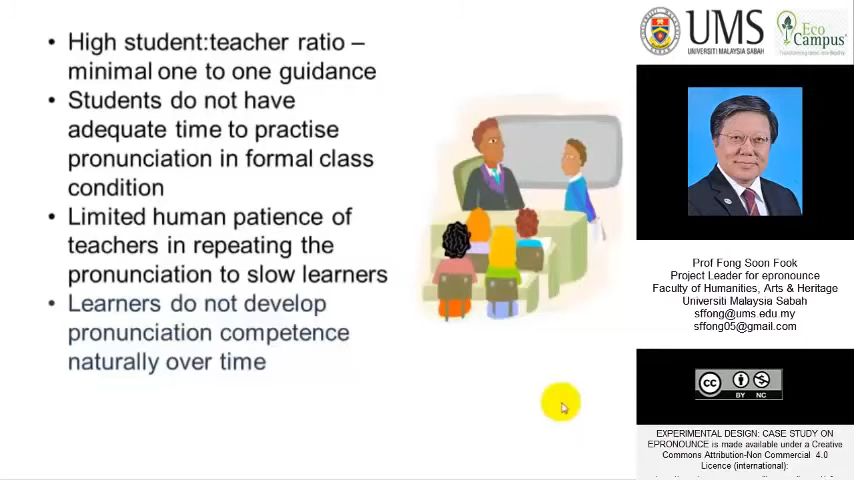 • High student:teacher ratio –
minimal one to one guidance
• Students do not have
adequate time to practise
pronunciation in formal class
condition
• Limited human patience of
teachers in repeating the
pronunciation to slow learners
• Learners do not develop
pronunciation competence
naturally over time
UMS
UNIVERSITI MALAYSIA SABAH
Eco
Campus
Prof Fong Soon Fook
Project Leader for epronounce
Faculty of Humanities, Arts & Heritage
Universiti Malaysia Sabah
sffong@ums.edu.my
sffong05@gmail.com
cc
BY NC
EXPERIMENTAL DESIGN: CASE STUDY ON
EPRONOUNCE is made available under a Creative
Commons Attribution-Non Commercial 4.0
Licence (international):